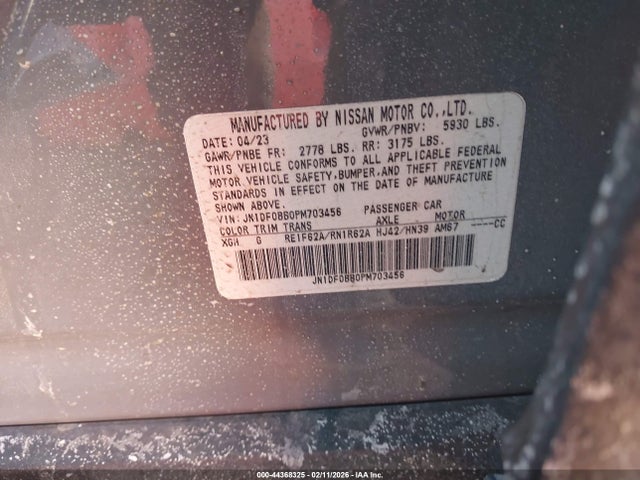 MANUFACTURED BY NISSAN MOTOR CO.,LTD.
DATE: 04/23 GVWR/PNBV: 5930 LBS.
GAWR/PNBE FR: 2778 LBS. RR: 3175 LBS.
THIS VEHICLE CONFORMS TO ALL APPLICABLE FEDERAL
MOTOR VEHICLE SAFETY,BUMPER,AND THEFT PREVENTION
STANDARDS IN EFFECT ON THE DATE OF MANUFACTURE
SHOWN ABOVE.
VIN: JN1DF0BB0PM703456 PASSENGER CAR
COLOR TRIM TRANS AXLE MOTOR
XGH G RE1F62A/RN1R62A HJ42/HN39 AM67 ----CC
JN1DF0BB0PM703456
000-44368325 - 02/11/2026 - IAA Inc.